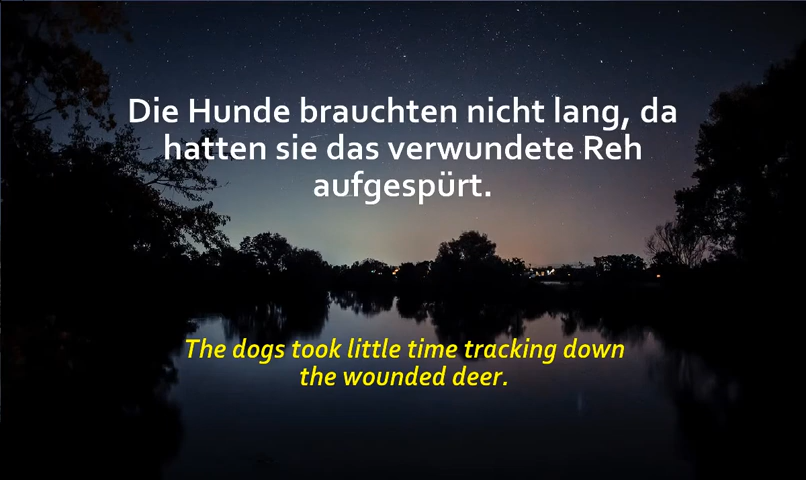 Die Hunde brauchten nicht lang, da
hatten sie das verwundete Reh
aufgespürt.
The dogs took little time tracking down
the wounded deer.